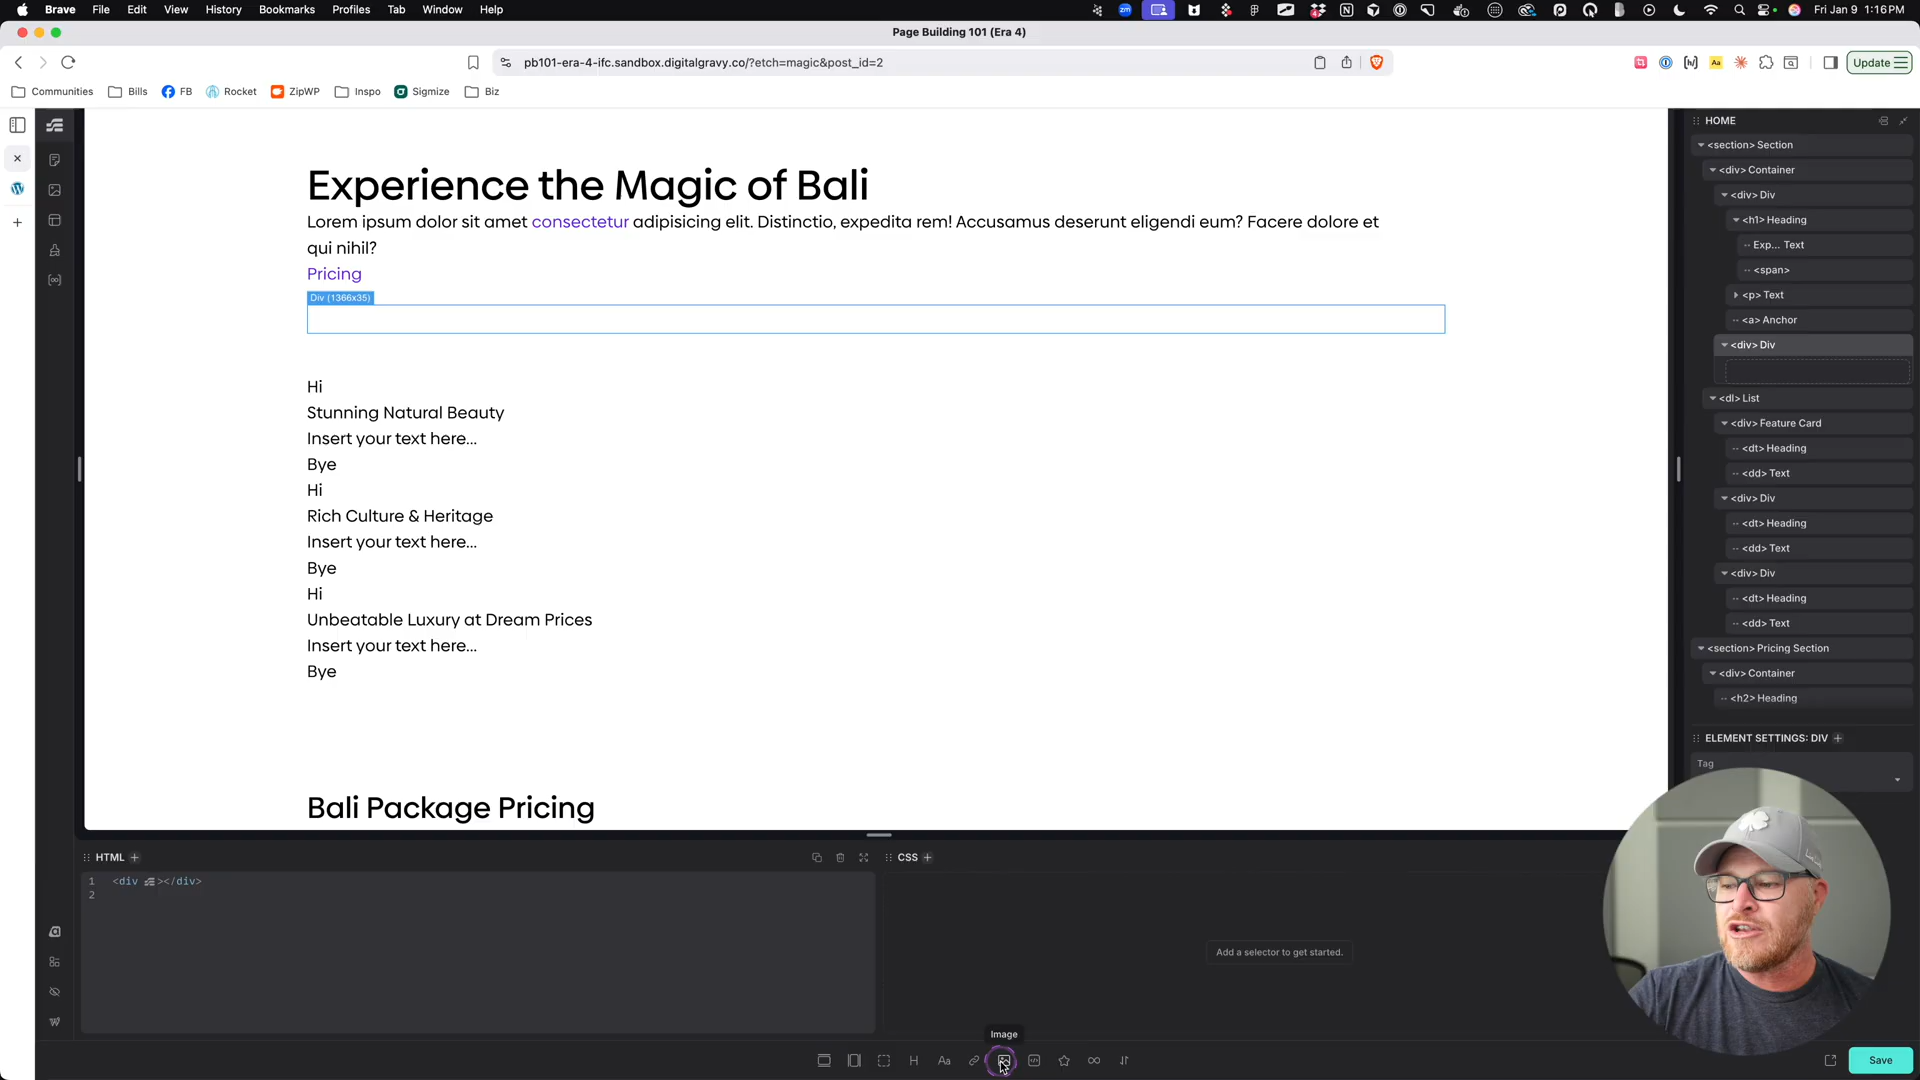 Brave File Edit View History Bookmarks Profiles Tab Window Help
Fri Jan 9 1:16 PM
Page Building 101 (Era 4)
pb101-era-4-ifc.sandbox.digitalgravy.co/?etch=magic&post_id=2
Update
Communities Bills FB Rocket ZipWP Inspo Sigmize Biz
Experience the Magic of Bali
Lorem ipsum dolor sit amet consectetur adipisicing elit. Distinctio, expedita rem! Accusamus deserunt eligendi eum? Facere dolore et
qui nihil?
Pricing
Div (1366x35)
Hi
Stunning Natural Beauty
Insert your text here...
Bye
Hi
Rich Culture & Heritage
Insert your text here...
Bye
Hi
Unbeatable Luxury at Dream Prices
Insert your text here...
Bye
Bali Package Pricing
HOME
<section> Section
<div> Container
<div> Div
<h1> Heading
Exp... Text
<span>
<p> Text
<a> Anchor
<div> Div
<dl> List
<div> Feature Card
<dt> Heading
<dd> Text
<div> Div
<dt> Heading
<dd> Text
<div> Div
<dt> Heading
<dd> Text
<section> Pricing Section
<div> Container
<h2> Heading
ELEMENT SETTINGS: DIV +
Tag
HTML +
1 <div ></div>
2
CSS +
Add a selector to get started.
Image
H Aa
Save